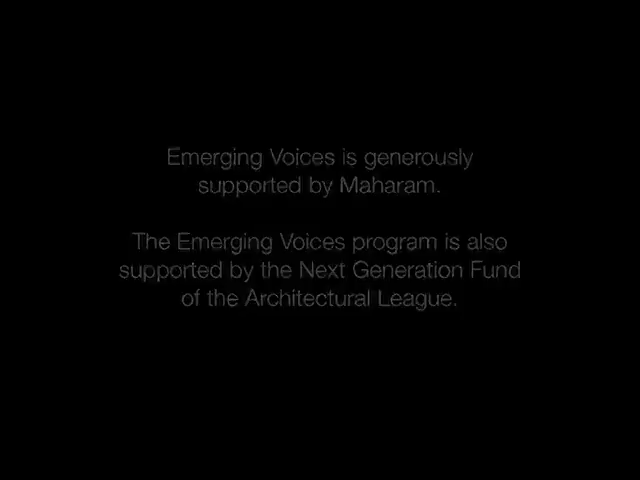 Emerging Voices is generously
supported by Maharam.
The Emerging Voices program is also
supported by the Next Generation Fund
of the Architectural League.